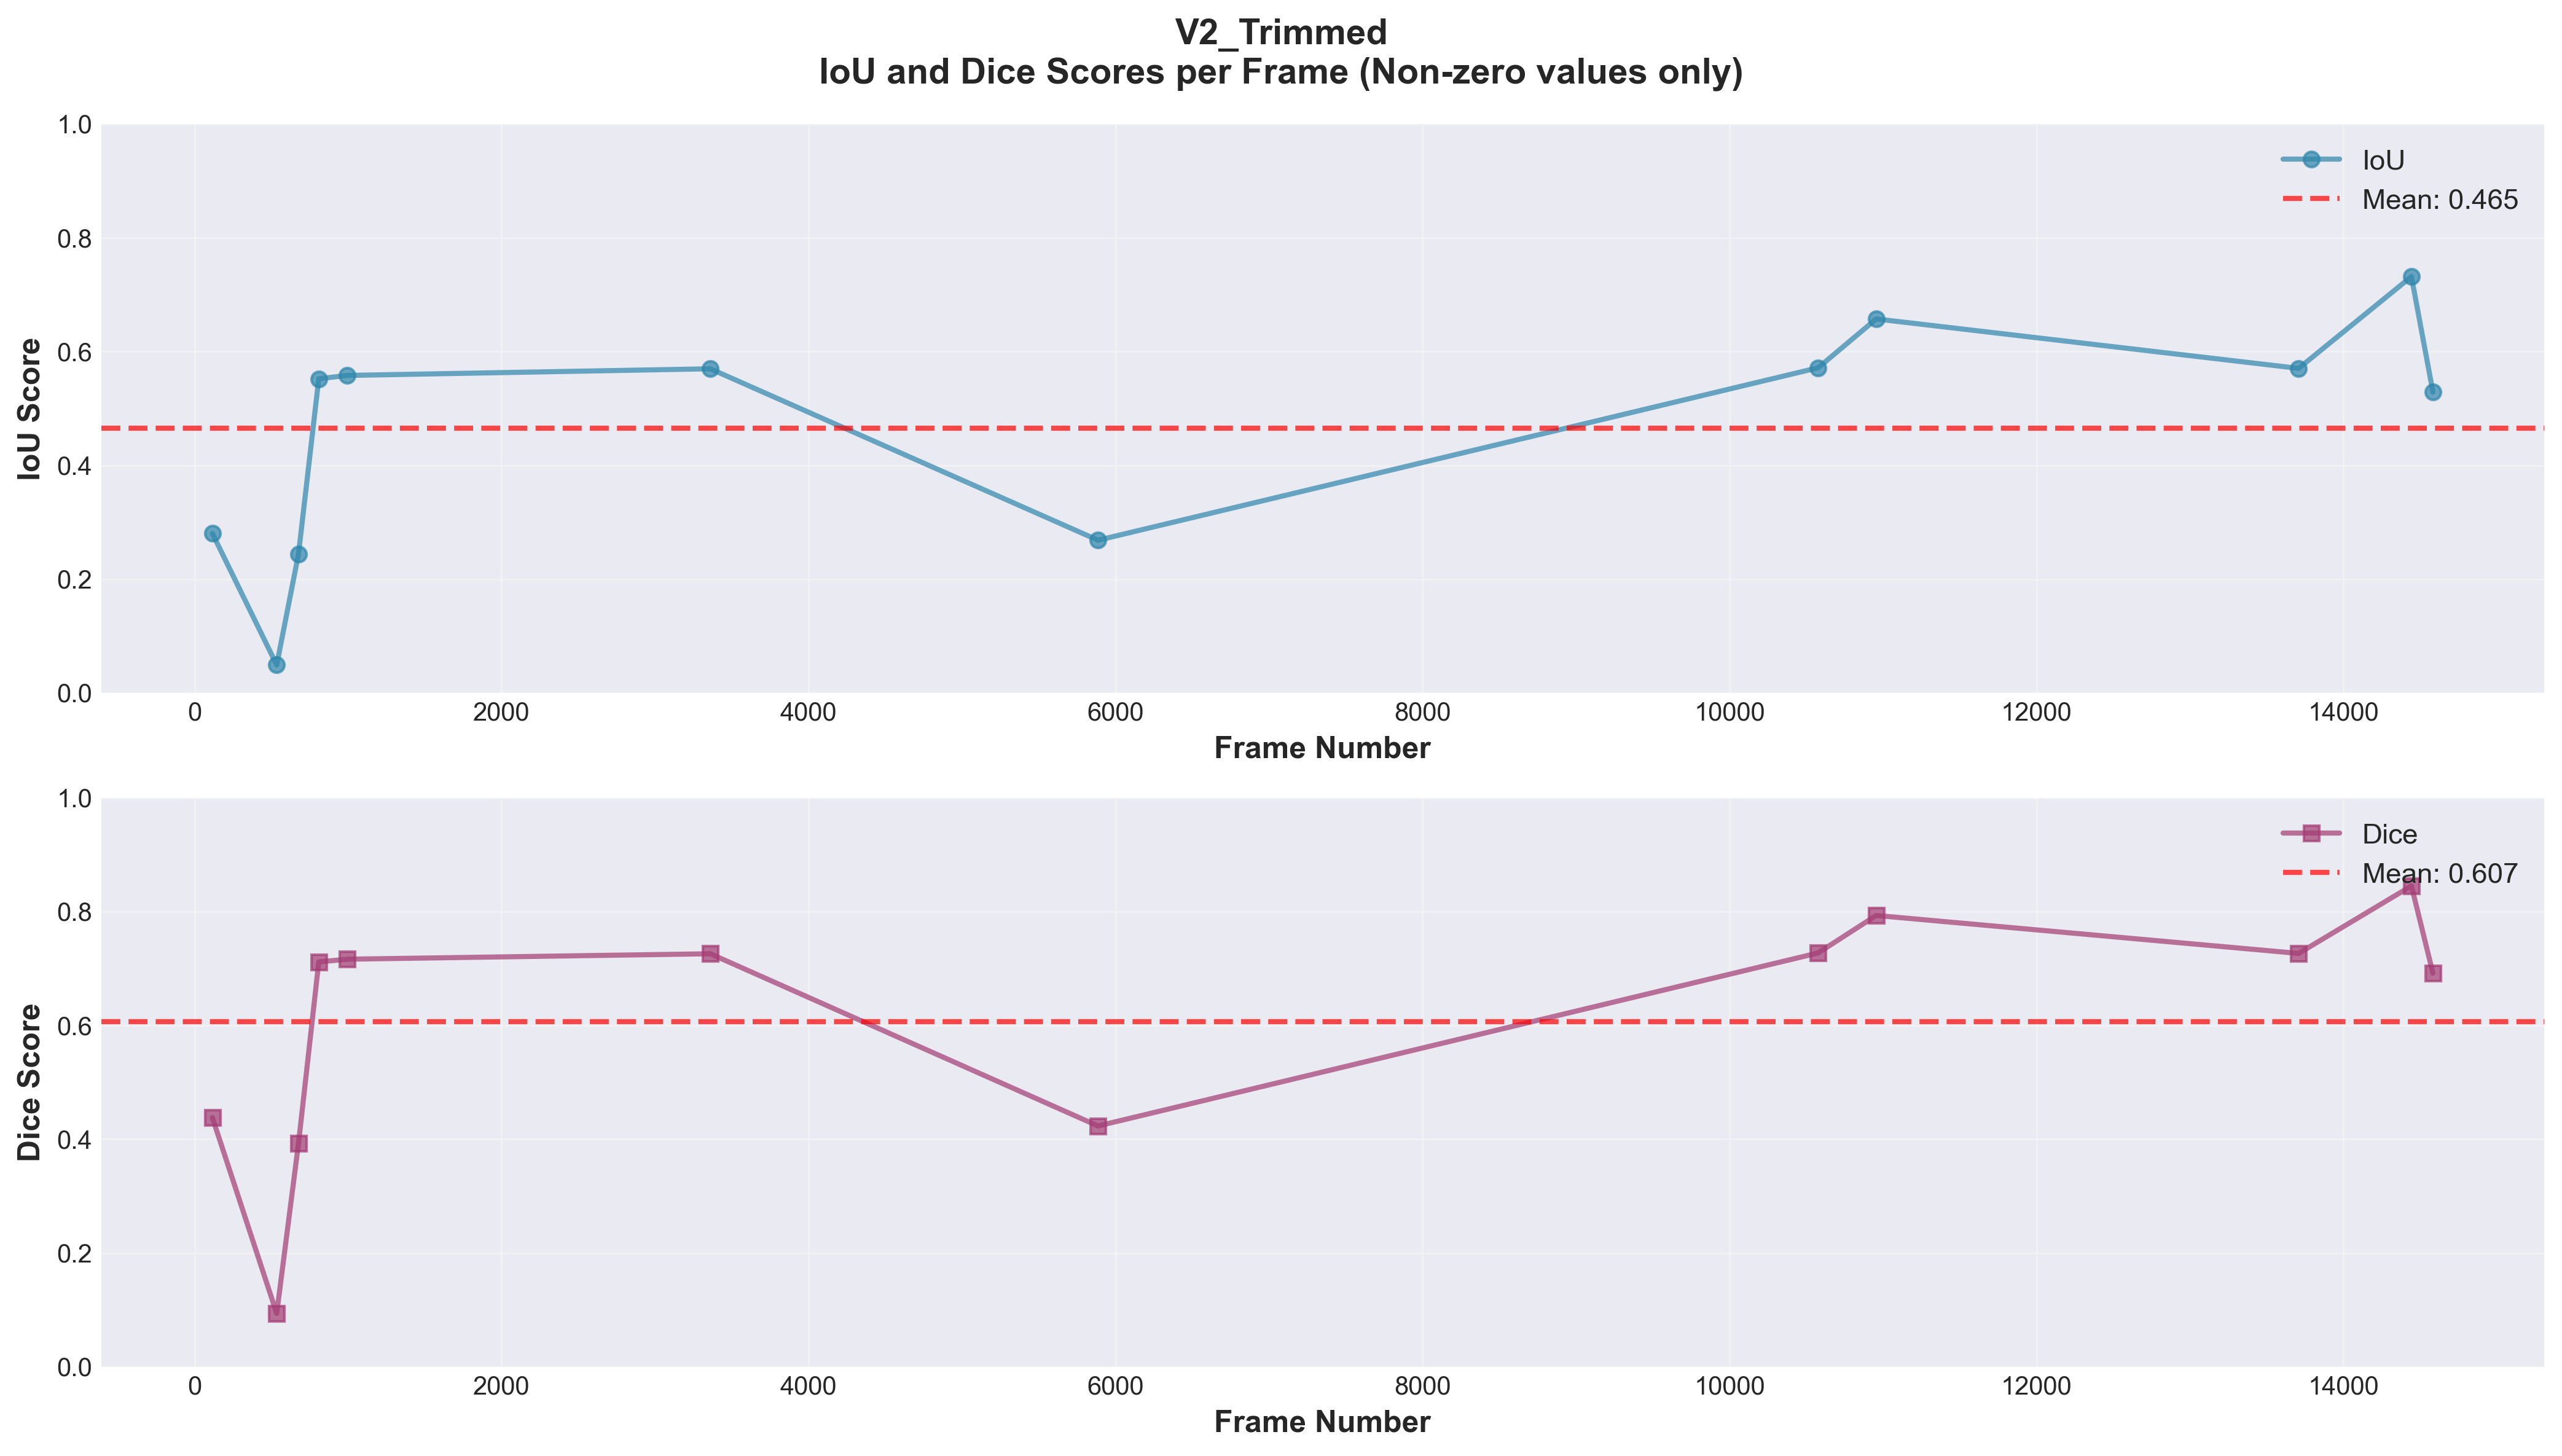 V2_Trimmed
IoU and Dice Scores per Frame (Non-zero values only)
1.0
0.8
0.6
0.4
0.2
0.0
IoU Score
IoU
Mean: 0.465
0 2000 4000 6000 8000 10000 12000 14000
Frame Number
1.0
0.8
0.6
0.4
0.2
0.0
Dice Score
Dice
Mean: 0.607
0 2000 4000 6000 8000 10000 12000 14000
Frame Number